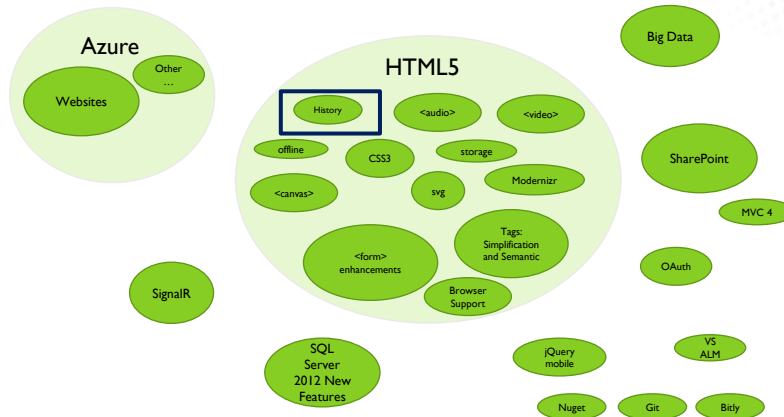 Azure
Other
…
Websites
HTML5
History
<audio>
<video>
offline
CSS3
storage
<canvas>
svg
Modernizr
Tags:
Simplification
and Semantic
<form>
enhancements
Browser
Support
Big Data
SharePoint
MVC 4
OAuth
SignalR
SQL
Server
2012 New
Features
jQuery
mobile
VS
ALM
Nuget
Git
Bitly